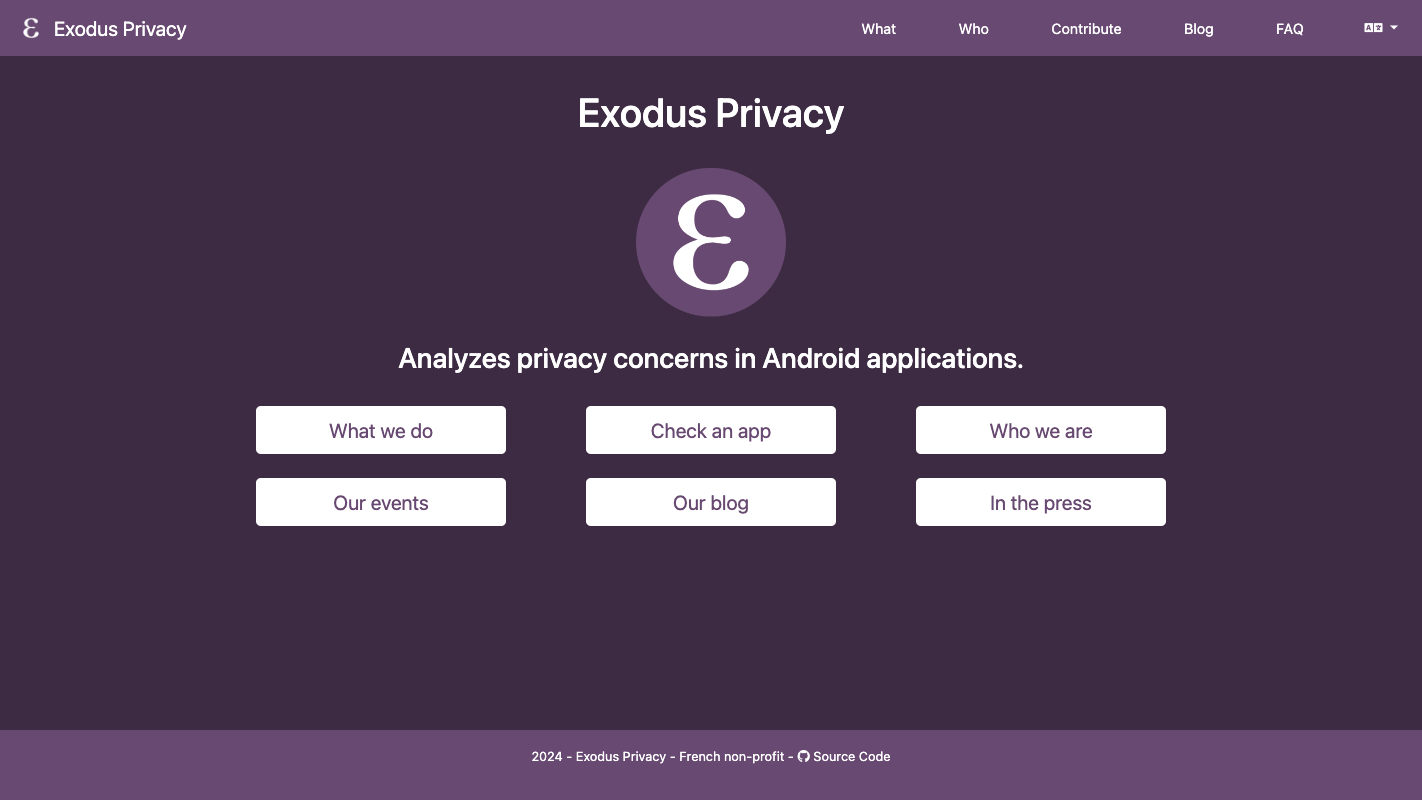 ε Exodus Privacy What Who Contribute Blog FAQ
Exodus Privacy
ε
Analyzes privacy concerns in Android applications.
What we do Check an app Who we are
Our events Our blog In the press
2024 - Exodus Privacy - French non-profit - Source Code